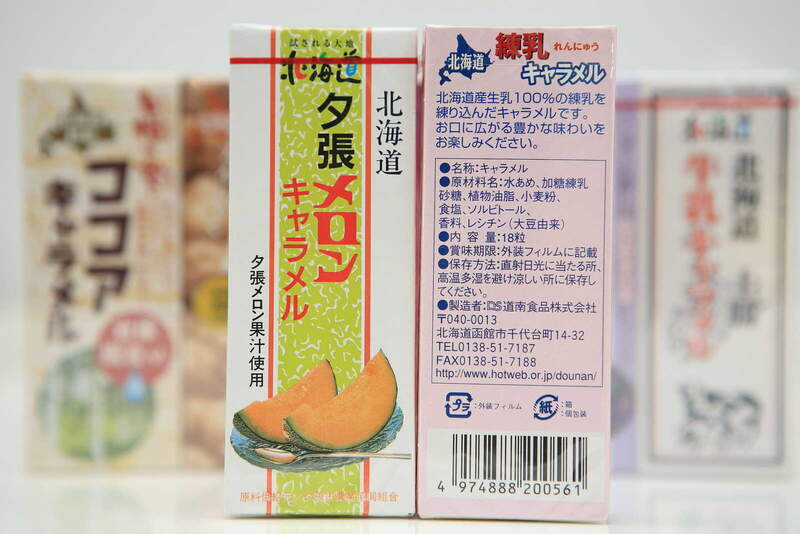 試される大地
北海道
北海道
夕張メロン
キャラメル
夕張メロン果汁使用
北海道
練乳
れんにゅう
キャラメル
北海道産生乳100%の練乳を
練り込んだキャラメルです。
お口に広がる豊かな味わいを
お楽しみください。
●名称:キャラメル
●原材料名:水あめ、加糖練乳
砂糖、植物油脂、小麦粉、
食塩、ソルビトール、
香料、レシチン(大豆由来)
●内 容 量:18粒
●賞味期限:外装フィルムに記載
●保存方法:直射日光に当たる所、
高温多湿を避け涼しい所に保存し
てください。
●製造者:道南食品株式会社
〒040-0013
北海道函館市千代台町14-32
TEL0138-51-7187
FAX0138-51-7188
http://www.hotweb.or.jp/dounan/
プラ
:外装フィルム
紙
:箱
:個包装
4 974888 200561
ココア
キャラメル
北海道
牛乳キャラメル